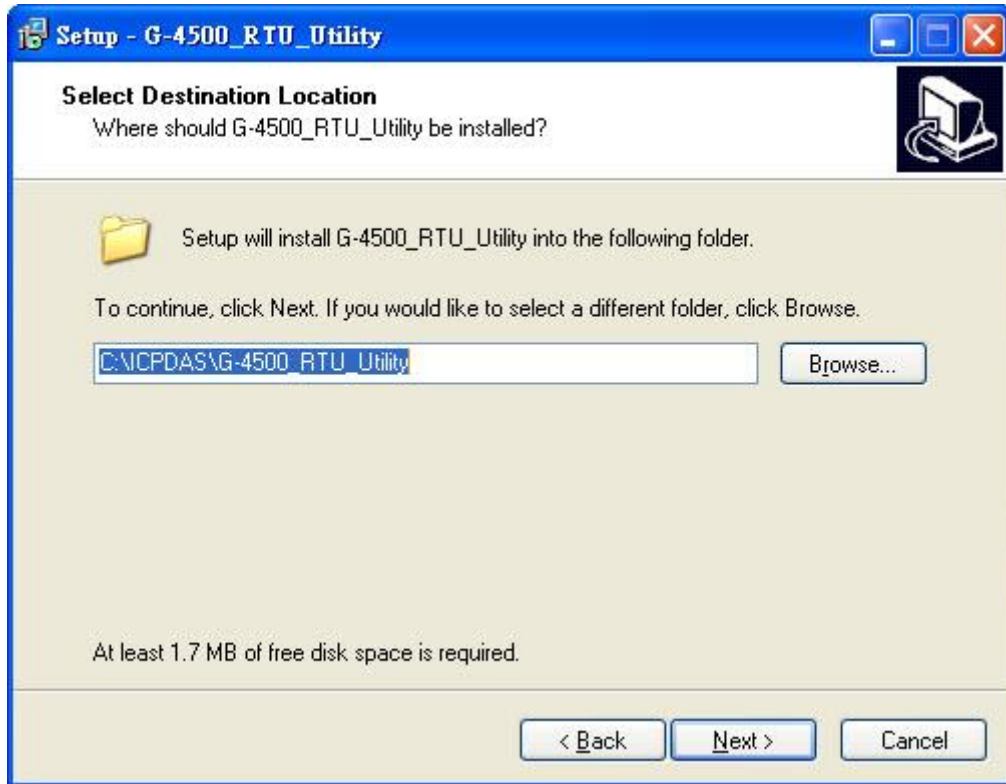 Setup - G-4500_RTU_Utility
Select Destination Location
Where should G-4500_RTU_Utility be installed?
Setup will install G-4500_RTU_Utility into the following folder.
To continue, click Next. If you would like to select a different folder, click Browse.
C:\ICPDAS\G-4500_RTU_Utility
Browse...
At least 1.7 MB of free disk space is required.
< Back
Next >
Cancel